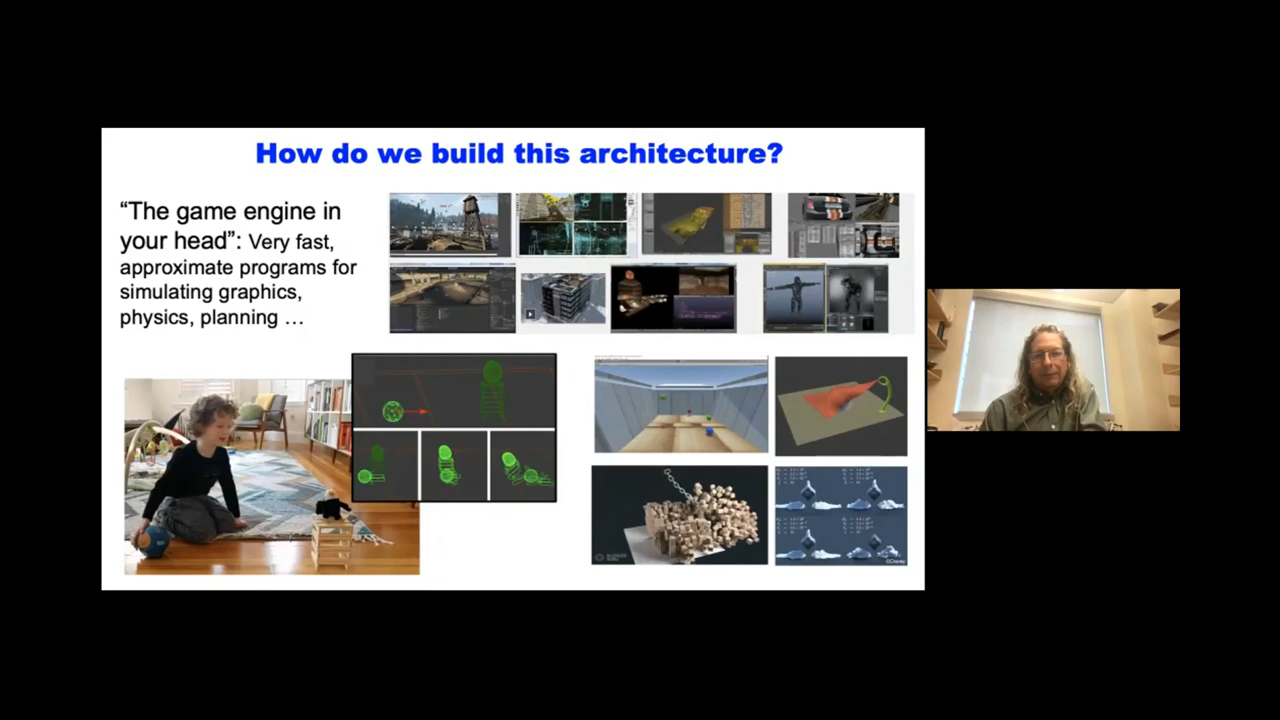 How do we build this architecture?
“The game engine in
your head”: Very fast,
approximate programs for
simulating graphics,
physics, planning …
©Disney